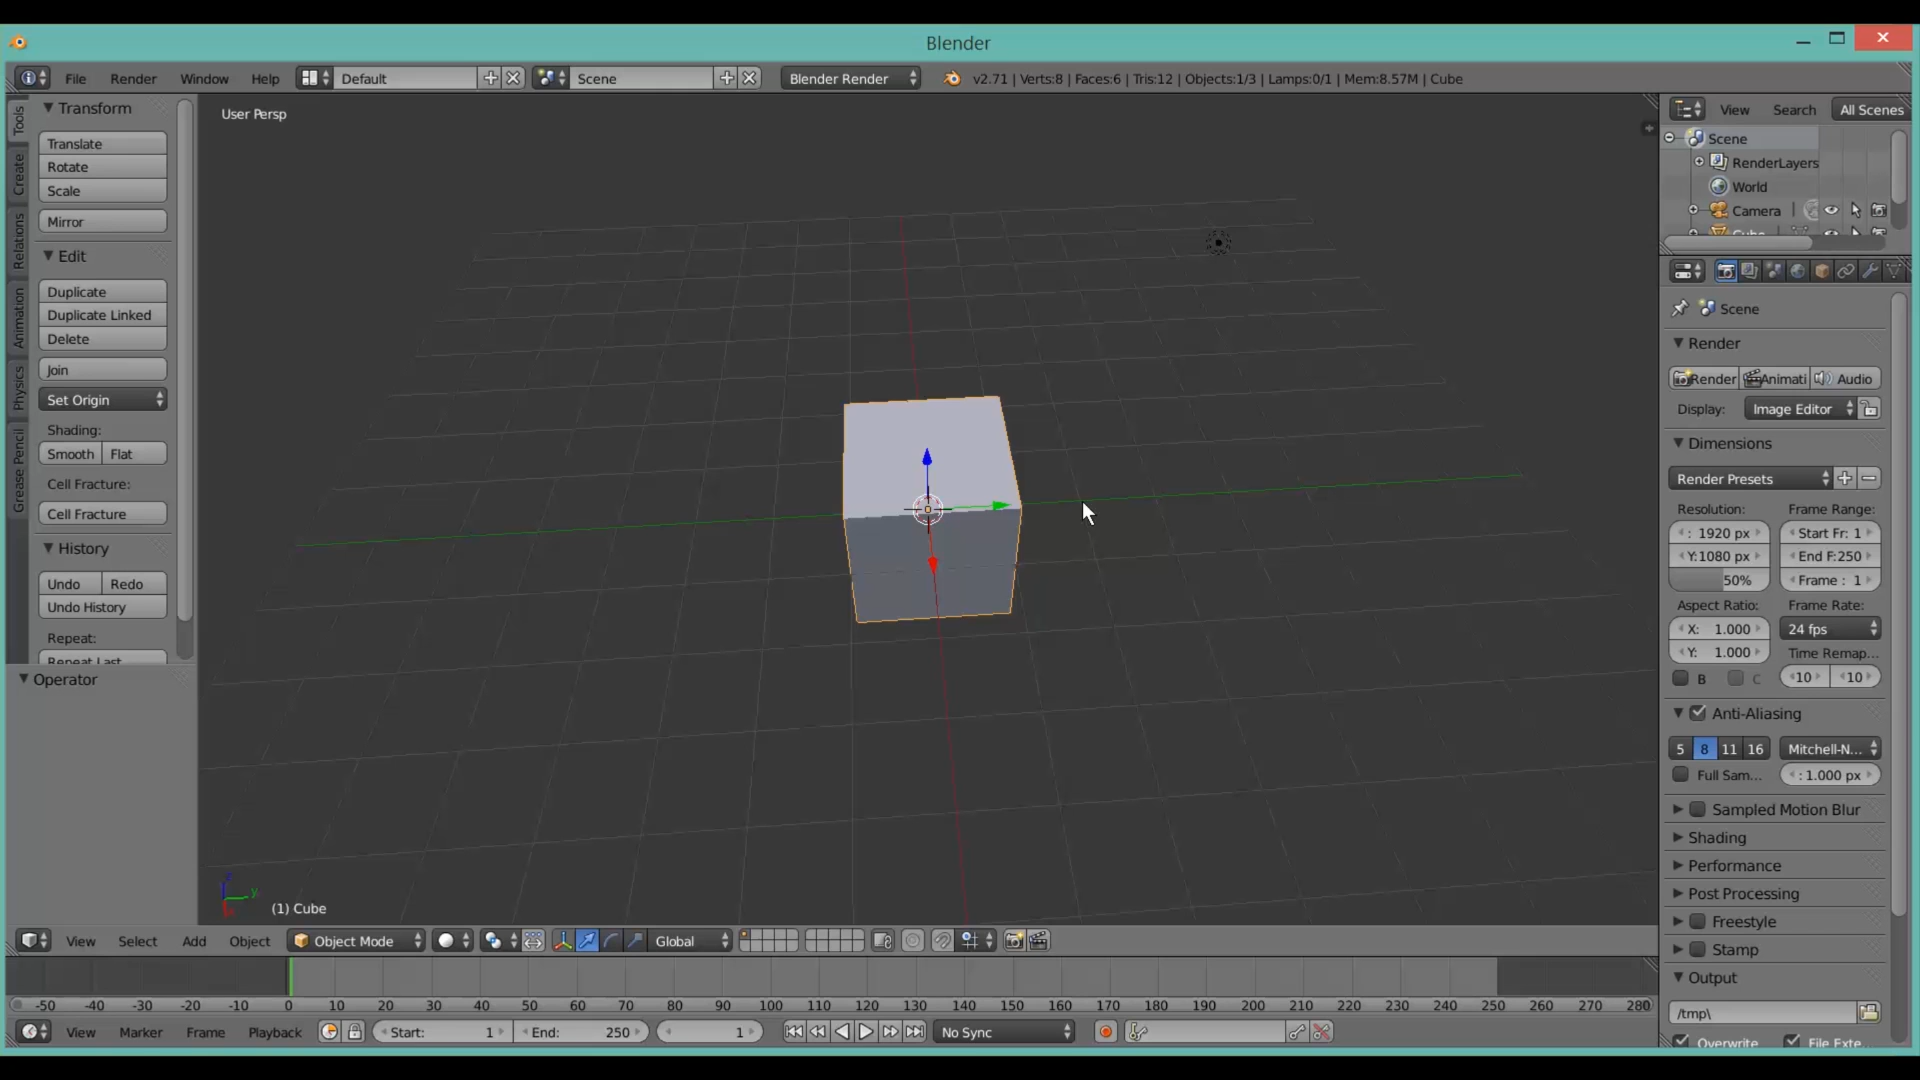 Blender
File Render Window Help Default Scene Blender Render v2.71 | Verts:8 | Faces:6 | Tris:12 | Objects:1/3 | Lamps:0/1 | Mem:8.57M | Cube
Tools
Create
Relations
Animation
Physics
Grease Pencil
Transform
Translate
Rotate
Scale
Mirror
Edit
Duplicate
Duplicate Linked
Delete
Join
Set Origin
Shading:
Smooth Flat
Cell Fracture:
Cell Fracture
History
Undo Redo
Undo History
Repeat:
Repeat Last
Operator
User Persp
(1) Cube
View Search All Scenes
Scene
RenderLayers
World
Camera
Cube
Scene
Render
Render Animati Audio
Display: Image Editor
Dimensions
Render Presets
Resolution: Frame Range:
: 1920 px Start Fr: 1
Y:1080 px End F:250
50% Frame : 1
Aspect Ratio: Frame Rate:
X: 1.000 24 fps
Y: 1.000 Time Remap...
B C 10 10
Anti-Aliasing
5 8 11 16 Mitchell-N...
Full Sam... : 1.000 px
Sampled Motion Blur
Shading
Performance
Post Processing
Freestyle
Stamp
Output
/tmp\
Overwrite File Exte...
View Select Add Object Object Mode Global
-50 -40 -30 -20 -10 0 10 20 30 40 50 60 70 80 90 100 110 120 130 140 150 160 170 180 190 200 210 220 230 240 250 260 270 280
View Marker Frame Playback Start: 1 End: 250 1 No Sync